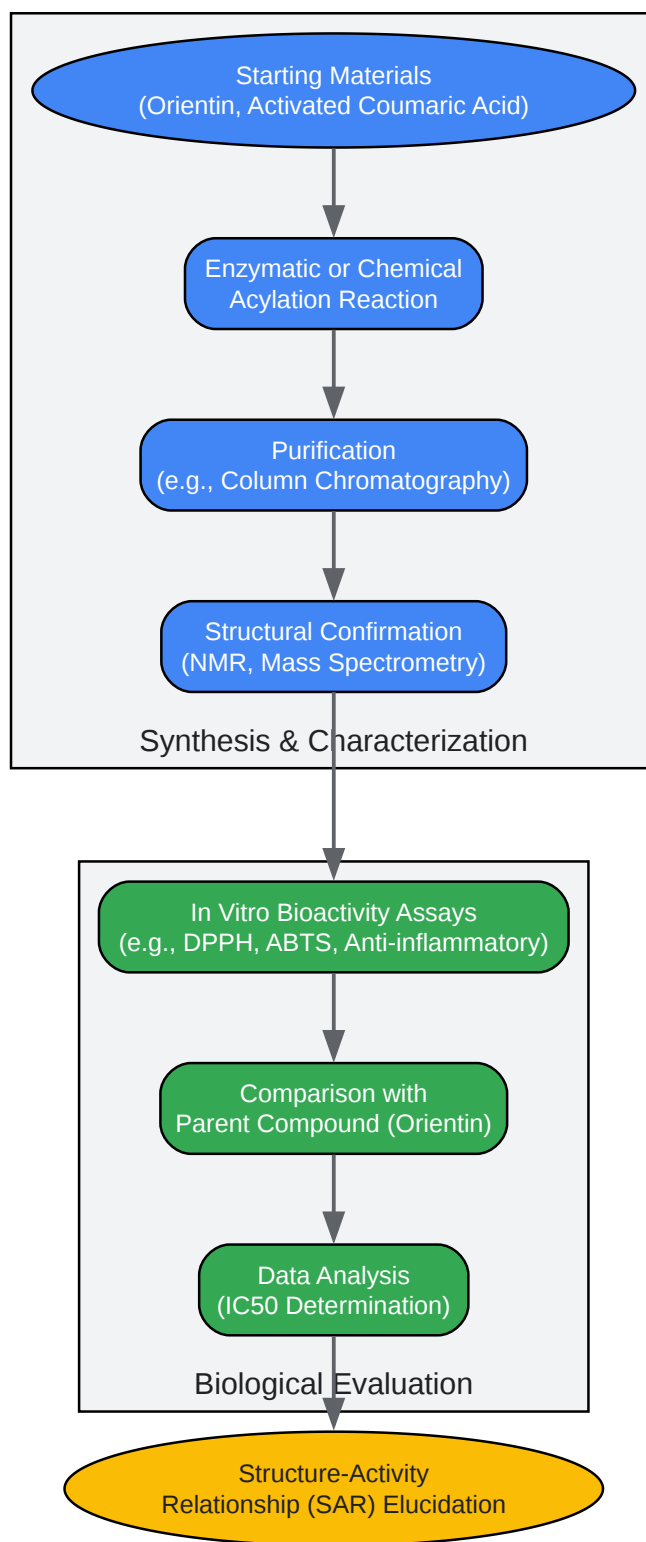 Starting Materials
(Orientin, Activated Coumaric Acid)
Enzymatic or Chemical
Acylation Reaction
Purification
(e.g., Column Chromatography)
Structural Confirmation
(NMR, Mass Spectrometry)
Synthesis & Characterization
In Vitro Bioactivity Assays
(e.g., DPPH, ABTS, Anti-inflammatory)
Comparison with
Parent Compound (Orientin)
Data Analysis
(IC50 Determination)
Biological Evaluation
Structure-Activity
Relationship (SAR) Elucidation